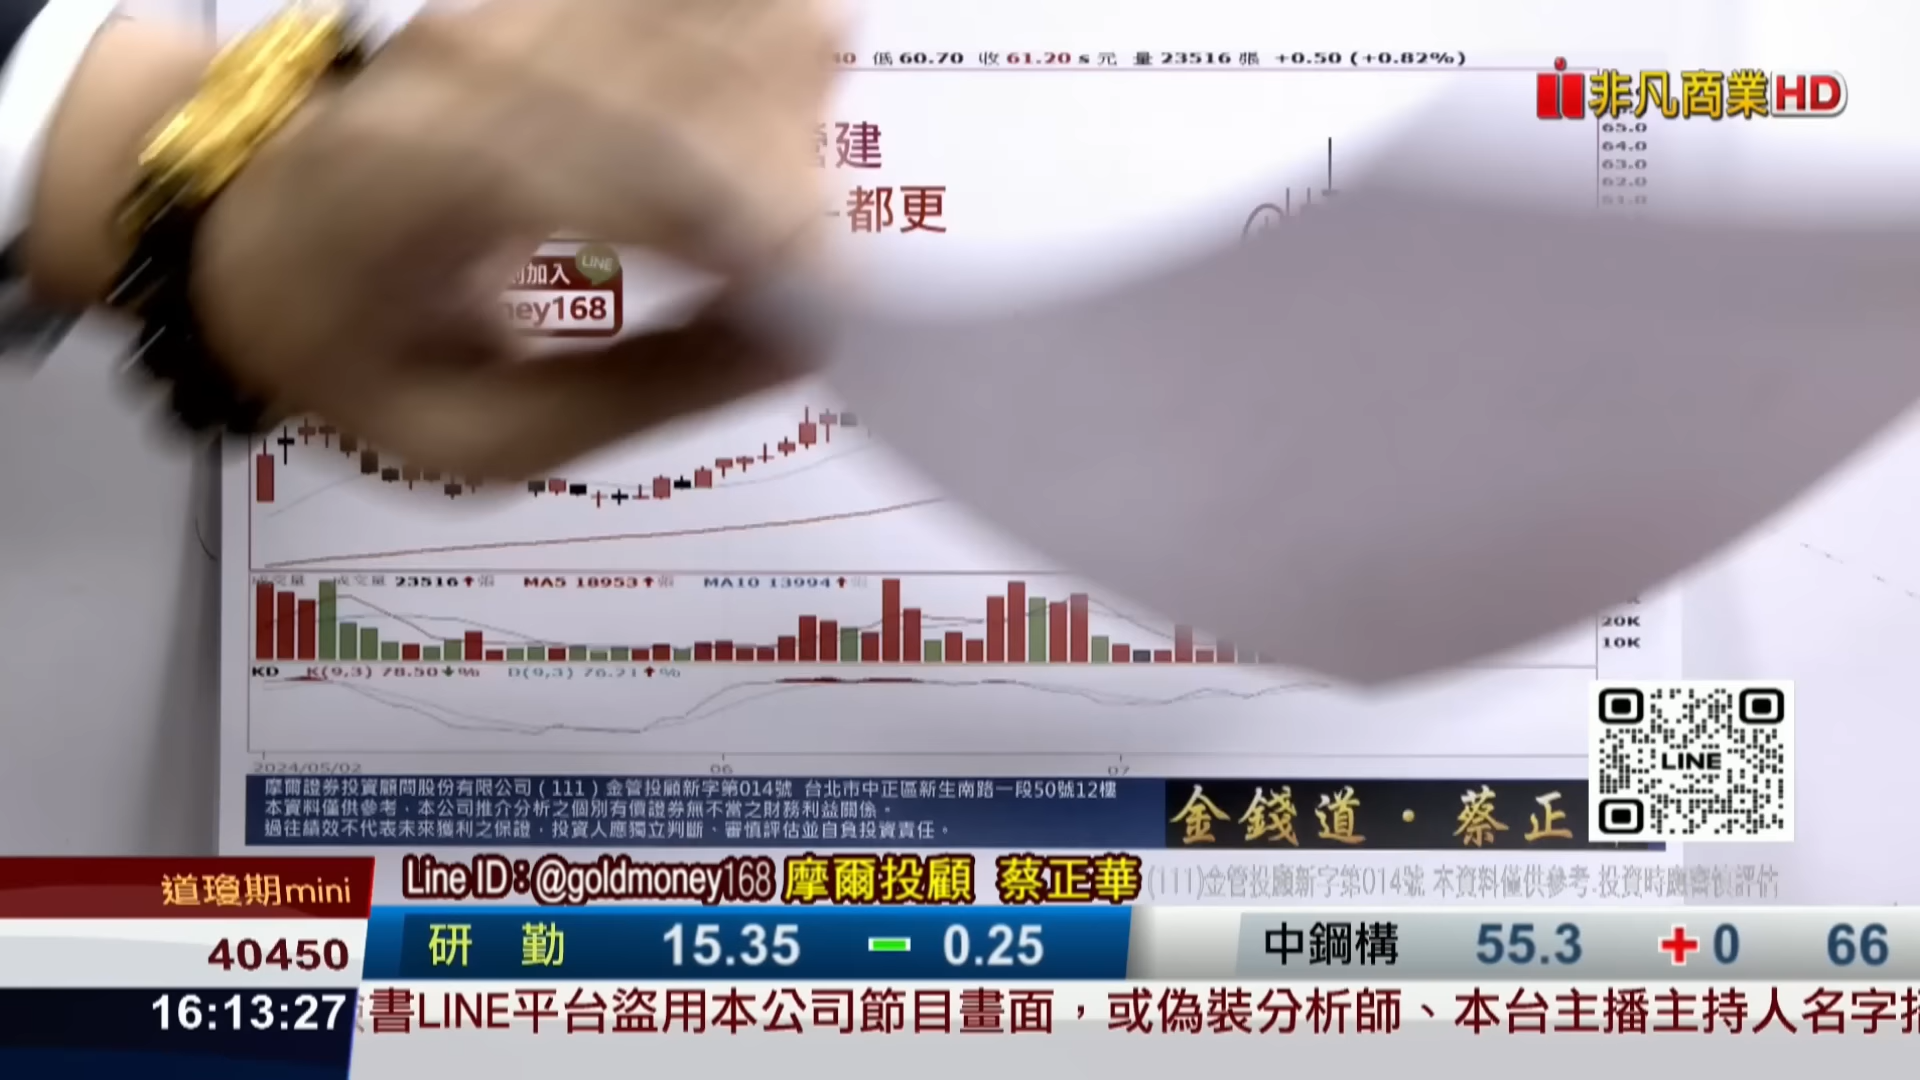 低 60.70 收 61.20 s 元 量 23516 張 +0.50 (+0.82%)
非凡商業HD
建
都更
65.0
64.0
63.0
62.0
加入 LINE
ey168
成交量 成交量 23516↑張 MA5 18953↑張 MA10 13994↑張
20K
10K
KD K(9,3) 78.50↓% D(9,3) 76.21↑%
2024/05/02 06 07
LINE
摩爾證券投資顧問股份有限公司（111）金管投顧新字第014號 台北市中正區新生南路一段50號12樓
本資料僅供參考，本公司推介分析之個別有價證券無不當之財務利益關係。
過往績效不代表未來獲利之保證，投資人應獨立判斷、審慎評估並自負投資責任。
金錢道·蔡正
Line ID：@goldmoney168 摩爾投顧 蔡正華 (111)金管投顧新字第014號 本資料僅供參考.投資時應審慎評估
道瓊期mini
40450
研勤 15.35 － 0.25
中鋼構 55.3 + 0 66
16:13:27
書LINE平台盜用本公司節目畫面，或偽裝分析師、本台主播主持人名字